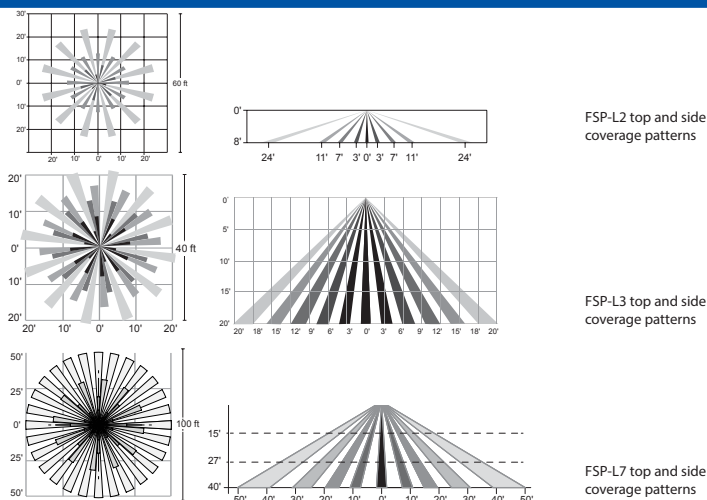 30'
20'
10'
0'
10'
20'
20' 10' 0' 10' 20'
60 ft
0'
8'
24' 11' 7' 3' 0' 3' 7' 11' 24'
FSP-L2 top and side
coverage patterns
20'
10'
0'
10'
20'
20' 10' 0' 10' 20'
40 ft
0'
5'
10'
15'
20'
20' 18' 15' 12' 9' 6' 3' 0' 3' 6' 9' 12' 15' 18' 20'
FSP-L3 top and side
coverage patterns
50'
25'
0'
25'
50'
100 ft
15'
27'
40'
50' 40' 30' 20' 10' 0' 10' 20' 30' 40' 50'
FSP-L7 top and side
coverage patterns